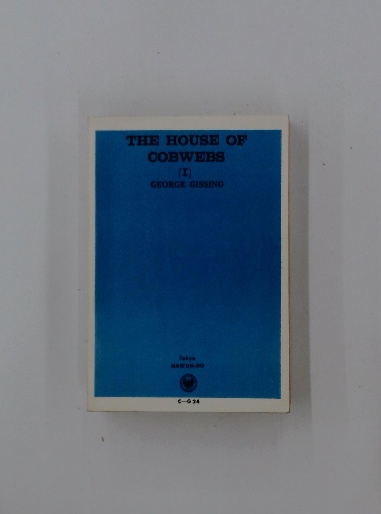 THE HOUSE OF
COBWEBS
(I)
GEORGE GISSING
Tokyo
C—G 24